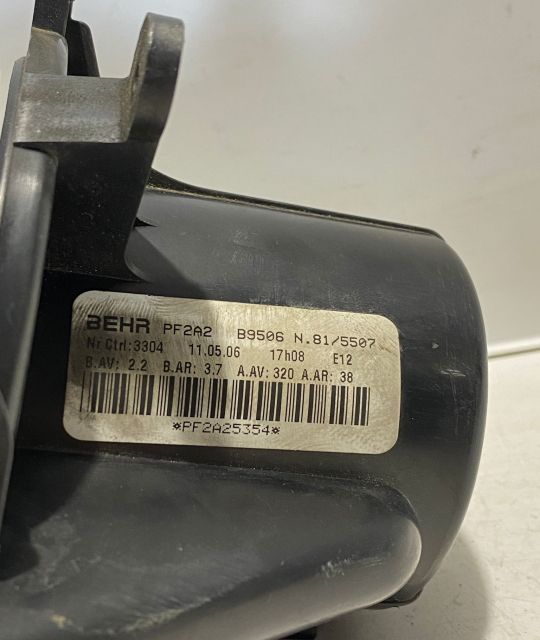 BEHR PF2A2 B9506 N.81/5507
Nr Ctrl:3304 11.05.06 17h08 E12
B.AV: 2.2 B.AR: 3.7 A.AV: 320 A.AR: 38
*PF2A25354*